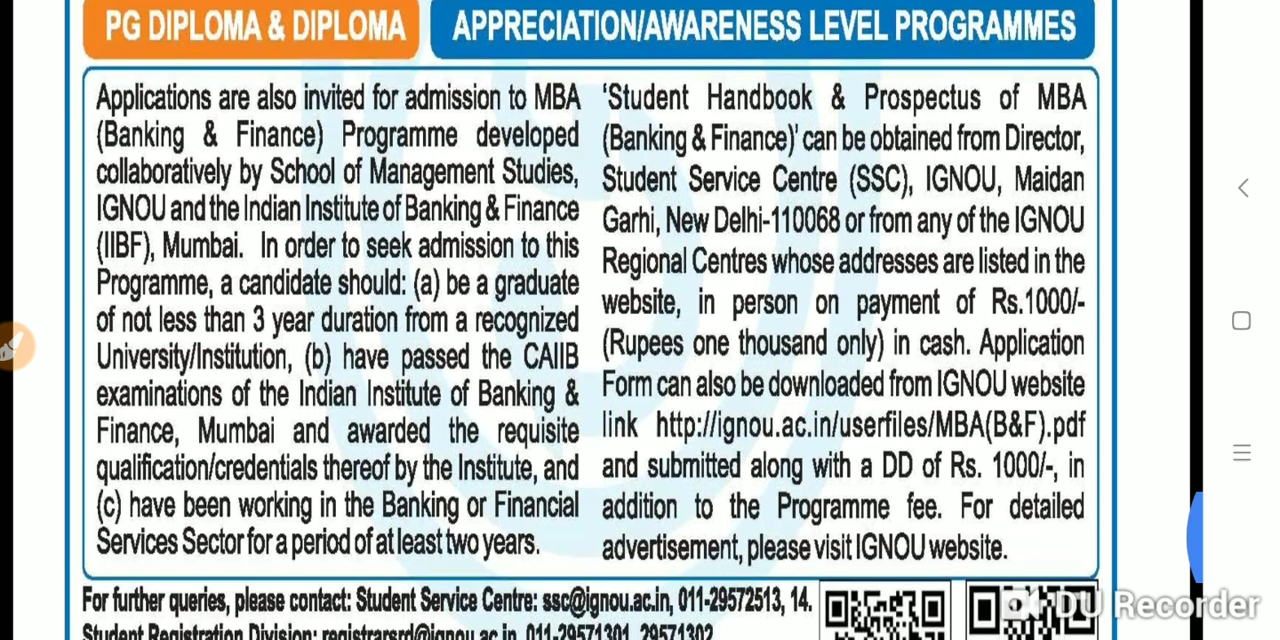 PG DIPLOMA & DIPLOMA
APPRECIATION/AWARENESS LEVEL PROGRAMMES
Applications are also invited for admission to MBA
(Banking & Finance) Programme developed
collaboratively by School of Management Studies,
IGNOU and the Indian Institute of Banking & Finance
(IIBF), Mumbai. In order to seek admission to this
Programme, a candidate should: (a) be a graduate
of not less than 3 year duration from a recognized
University/Institution, (b) have passed the CAIIB
examinations of the Indian Institute of Banking &
Finance, Mumbai and awarded the requisite
qualification/credentials thereof by the Institute, and
(c) have been working in the Banking or Financial
Services Sector for a period of at least two years.
‘Student Handbook & Prospectus of MBA
(Banking & Finance)’ can be obtained from Director,
Student Service Centre (SSC), IGNOU, Maidan
Garhi, New Delhi-110068 or from any of the IGNOU
Regional Centres whose addresses are listed in the
website, in person on payment of Rs.1000/-
(Rupees one thousand only) in cash. Application
Form can also be downloaded from IGNOU website
link http://ignou.ac.in/userfiles/MBA(B&F).pdf
and submitted along with a DD of Rs. 1000/-, in
addition to the Programme fee. For detailed
advertisement, please visit IGNOU website.
For further queries, please contact: Student Service Centre: ssc@ignou.ac.in, 011-29572513, 14.
Student Registration Division: registrarsrd@ignou.ac.in, 011-29571301, 29571302
DU Recorder